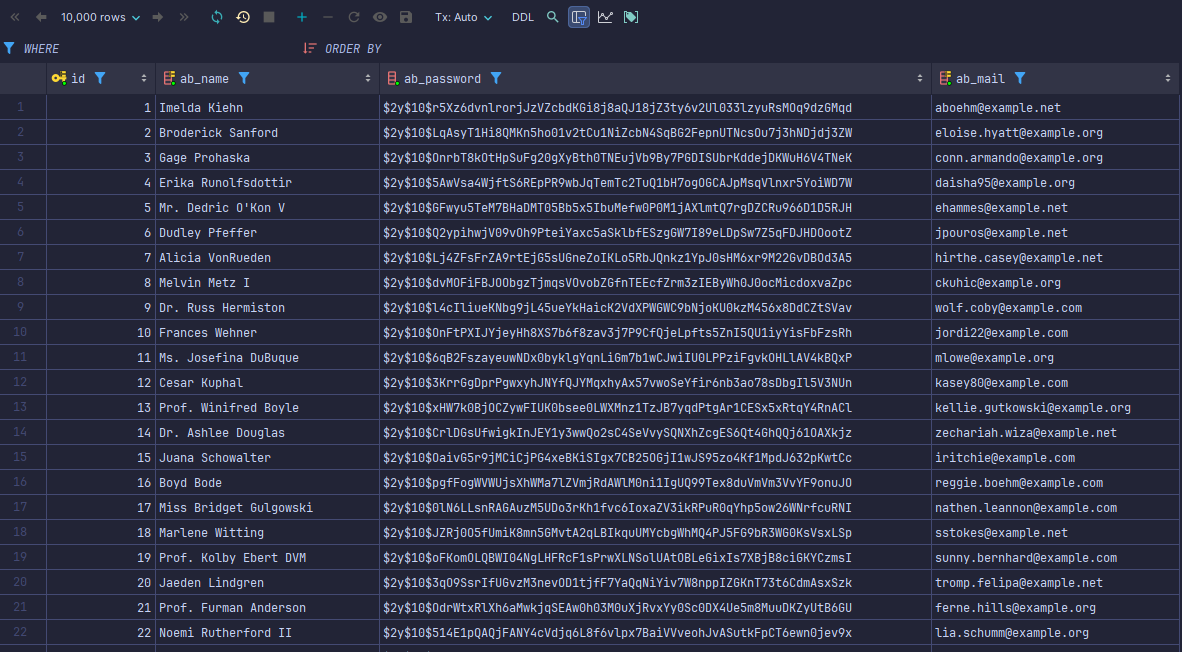 10,000 rows Tx: Auto DDL
WHERE ORDER BY
id ab_name ab_password ab_mail
1 1 Imelda Kiehn $2y$10$r5Xz6dvnlrorjJzVZcbdKGi8j8aQJ18jZ3ty6v2Ul033lzyuRsMOq9dzGMqd aboehm@example.net
2 2 Broderick Sanford $2y$10$LqAsyT1Hi8QMKn5ho01v2tCu1NiZcbN4SqBG2FepnUTNcsOu7j3hNDjdj3ZW eloise.hyatt@example.org
3 3 Gage Prohaska $2y$10$OnrbT8kOtHpSuFg20gXyBth0TNEujVb9By7PGDISUbrKddejDKWuH6V4TNeK conn.armando@example.org
4 4 Erika Runolfsdottir $2y$10$5AwVsa4WjftS6REpPR9wbJqTemTc2TuQ1bH7ogOGCAJpMsqVlnxr5YoiWD7W daisha95@example.org
5 5 Mr. Dedric O'Kon V $2y$10$GFwyu5TeM7BHaDMT05Bb5x5IbuMefw0P0M1jAXlmtQ7rgDZCRu966D1D5RJH ehammes@example.net
6 6 Dudley Pfeffer $2y$10$Q2ypihwjV09vOh9PteiYaxc5aSklbfESzgGW7I89eLDpSw7Z5qFDJHDOootZ jpouros@example.net
7 7 Alicia VonRueden $2y$10$Lj4ZFsFrZA9rtEjG5sUGneZoIKLo5RbJQnkz1YpJ0sHM6xr9M22GvDBOd3A5 hirthe.casey@example.net
8 8 Melvin Metz I $2y$10$dvMOFiFBJOObgzTjmqsVOvobZGfnTEEcfZrm3zIEByWh0J0ocMicdoxvaZpc ckuhic@example.org
9 9 Dr. Russ Hermiston $2y$10$l4cIliueKNbg9jL45ueYkHaicK2VdXPWGWC9bNjoKU0kzM456x8DdCZtSVav wolf.coby@example.com
10 10 Frances Wehner $2y$10$OnFtPXIJYjeyHh8XS7b6f8zav3j7P9CfQjeLpfts5ZnI5QU1iyYisFbFzsRh jordi22@example.com
11 11 Ms. Josefina DuBuque $2y$10$6qB2FszayeuwNDx0byklgYqnLiGm7b1wCJwiIU0LPPziFgvkOHLlAV4kBQxP mlowe@example.org
12 12 Cesar Kuphal $2y$10$3KrrGgDprPgwxyhJNYfQJYMqxhyAx57vwoSeYfir6nb3ao78sDbgIl5V3NUn kasey80@example.com
13 13 Prof. Winifred Boyle $2y$10$xHW7k0BjOCZywFIUK0bsee0LWXMnz1TzJB7yqdPtgAr1CESx5xRtqY4RnACl kellie.gutkowski@example.org
14 14 Dr. Ashlee Douglas $2y$10$CrlDGsUfwigkInJEY1y3wwQo2sC4SeVvySQNXhZcgES6Qt4GhQQj61OAXkjz zechariah.wiza@example.net
15 15 Juana Schowalter $2y$10$OaivG5r9jMCiCjPG4xeBKiSIgx7CB25OGjI1wJS95zo4Kf1MpdJ632pKwtCc iritchie@example.com
16 16 Boyd Bode $2y$10$pgfFogWVWUjsXhWMa7lZVmjRdAWlM0ni1IgUQ99Tex8duVmVm3VvYF9onuJO reggie.boehm@example.com
17 17 Miss Bridget Gulgowski $2y$10$0lN6LLsnRAGAuzM5UDo3rKh1fvc6IoxaZV3ikRPuR0qYhp5ow26WNrfcuRNI nathen.leannon@example.com
18 18 Marlene Witting $2y$10$JZRj0O5fUmiK8mn5GMvtA2qLBIkquUMYcbgWhMQ4PJ5FG9bR3WG0KsVsxLSp sstokes@example.net
19 19 Prof. Kolby Ebert DVM $2y$10$oFKomOLQBWI04NgLHFRcF1sPrwXLNSolUAtOBLeGixIs7XBjB8ciGKYCzmsI sunny.bernhard@example.com
20 20 Jaeden Lindgren $2y$10$3qO9SsrIfUGVzM3nevOD1tjfF7YaQqNiYiv7W8nppIZGKnT73t6CdmAsxSzk tromp.felipa@example.net
21 21 Prof. Furman Anderson $2y$10$OdrWtxRlXh6aMwkjqSEAw0h03M0uXjRvxYy0Sc0DX4Ue5m8MuuDKZyUtB6GU ferne.hills@example.org
22 22 Noemi Rutherford II $2y$10$514E1pQAQjFANY4cVdjq6L8f6vlpx7BaiVVveohJvASutkFpCT6ewn0jev9x lia.schumm@example.org